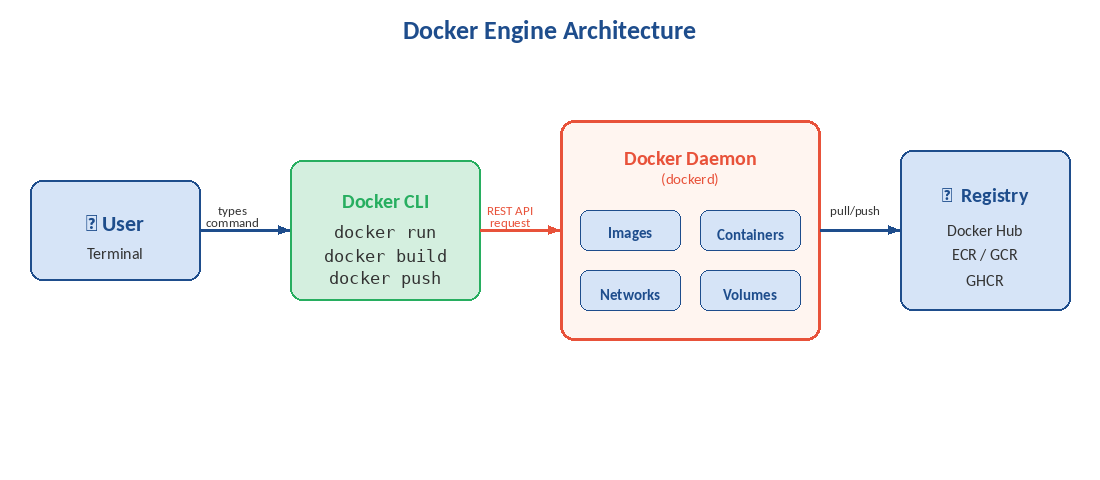 Docker Engine Architecture
User
Terminal
types
command
Docker CLI
docker run
docker build
docker push
REST API
request
Docker Daemon
(dockerd)
Images
Containers
Networks
Volumes
pull/push
Registry
Docker Hub
ECR / GCR
GHCR